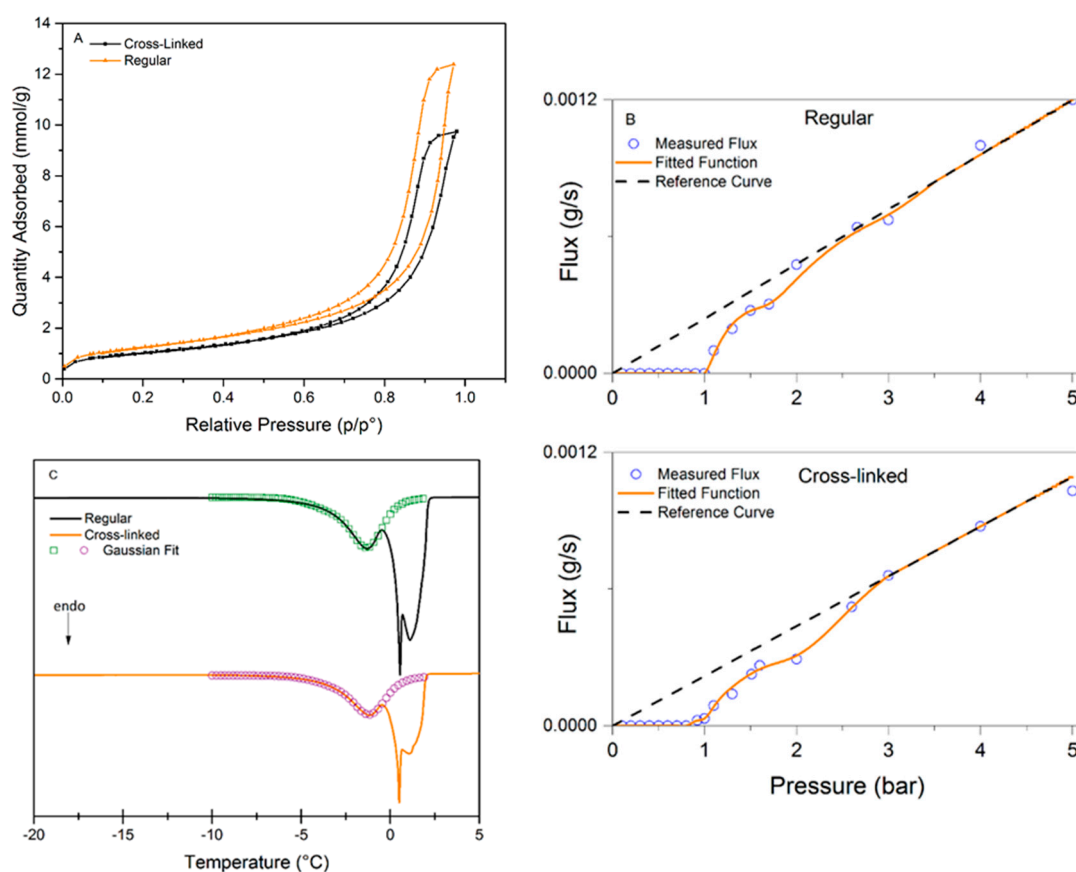 A
Cross-Linked
Regular
14
12
10
8
6
4
2
0
Quantity Adsorbed (mmol/g)
0.0 0.2 0.4 0.6 0.8 1.0
Relative Pressure (p/p°)
B
Regular
Measured Flux
Fitted Function
Reference Curve
0.0012
0.0000
Flux (g/s)
0 1 2 3 4 5
Cross-linked
Measured Flux
Fitted Function
Reference Curve
0.0012
0.0000
Flux (g/s)
0 1 2 3 4 5
Pressure (bar)
C
Regular
Cross-linked
Gaussian Fit
endo
-20 -15 -10 -5 0 5
Temperature (°C)